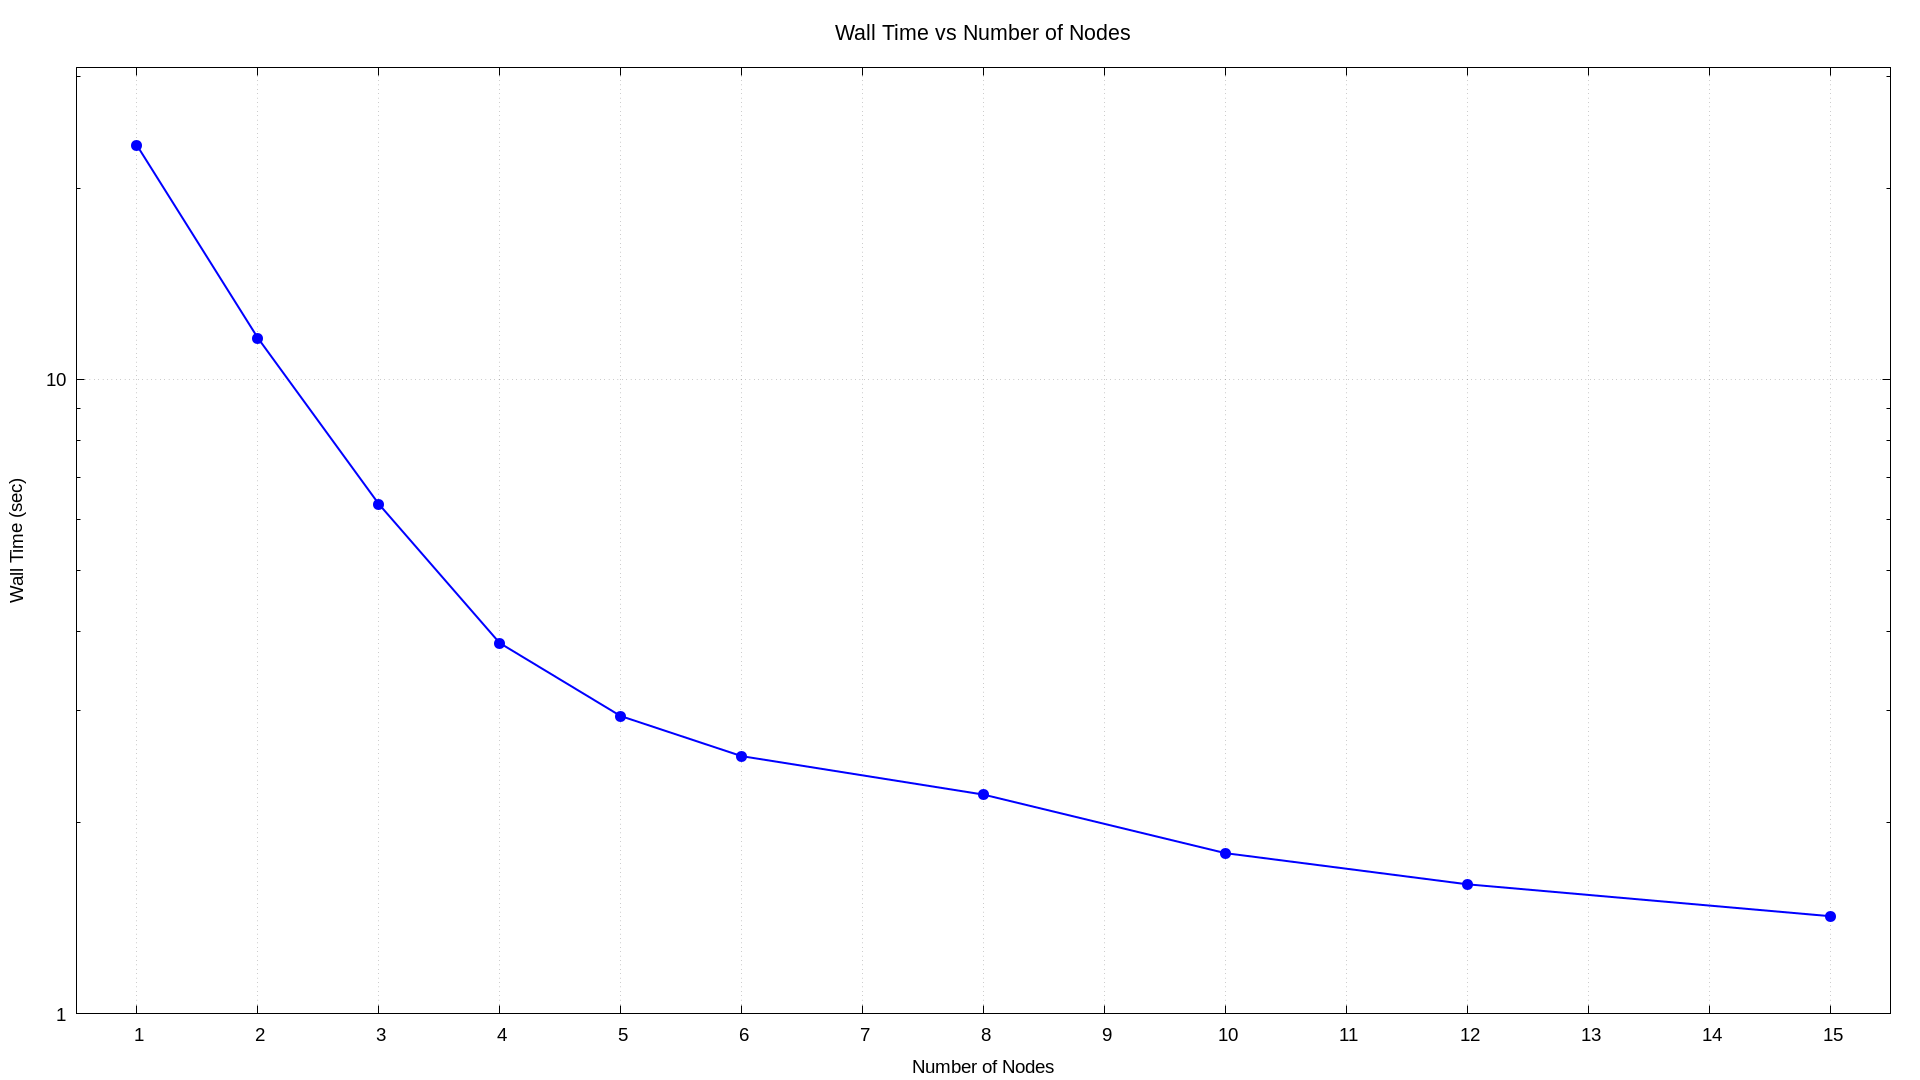 Wall Time vs Number of Nodes
10
1
Wall Time (sec)
1 2 3 4 5 6 7 8 9 10 11 12 13 14 15
Number of Nodes